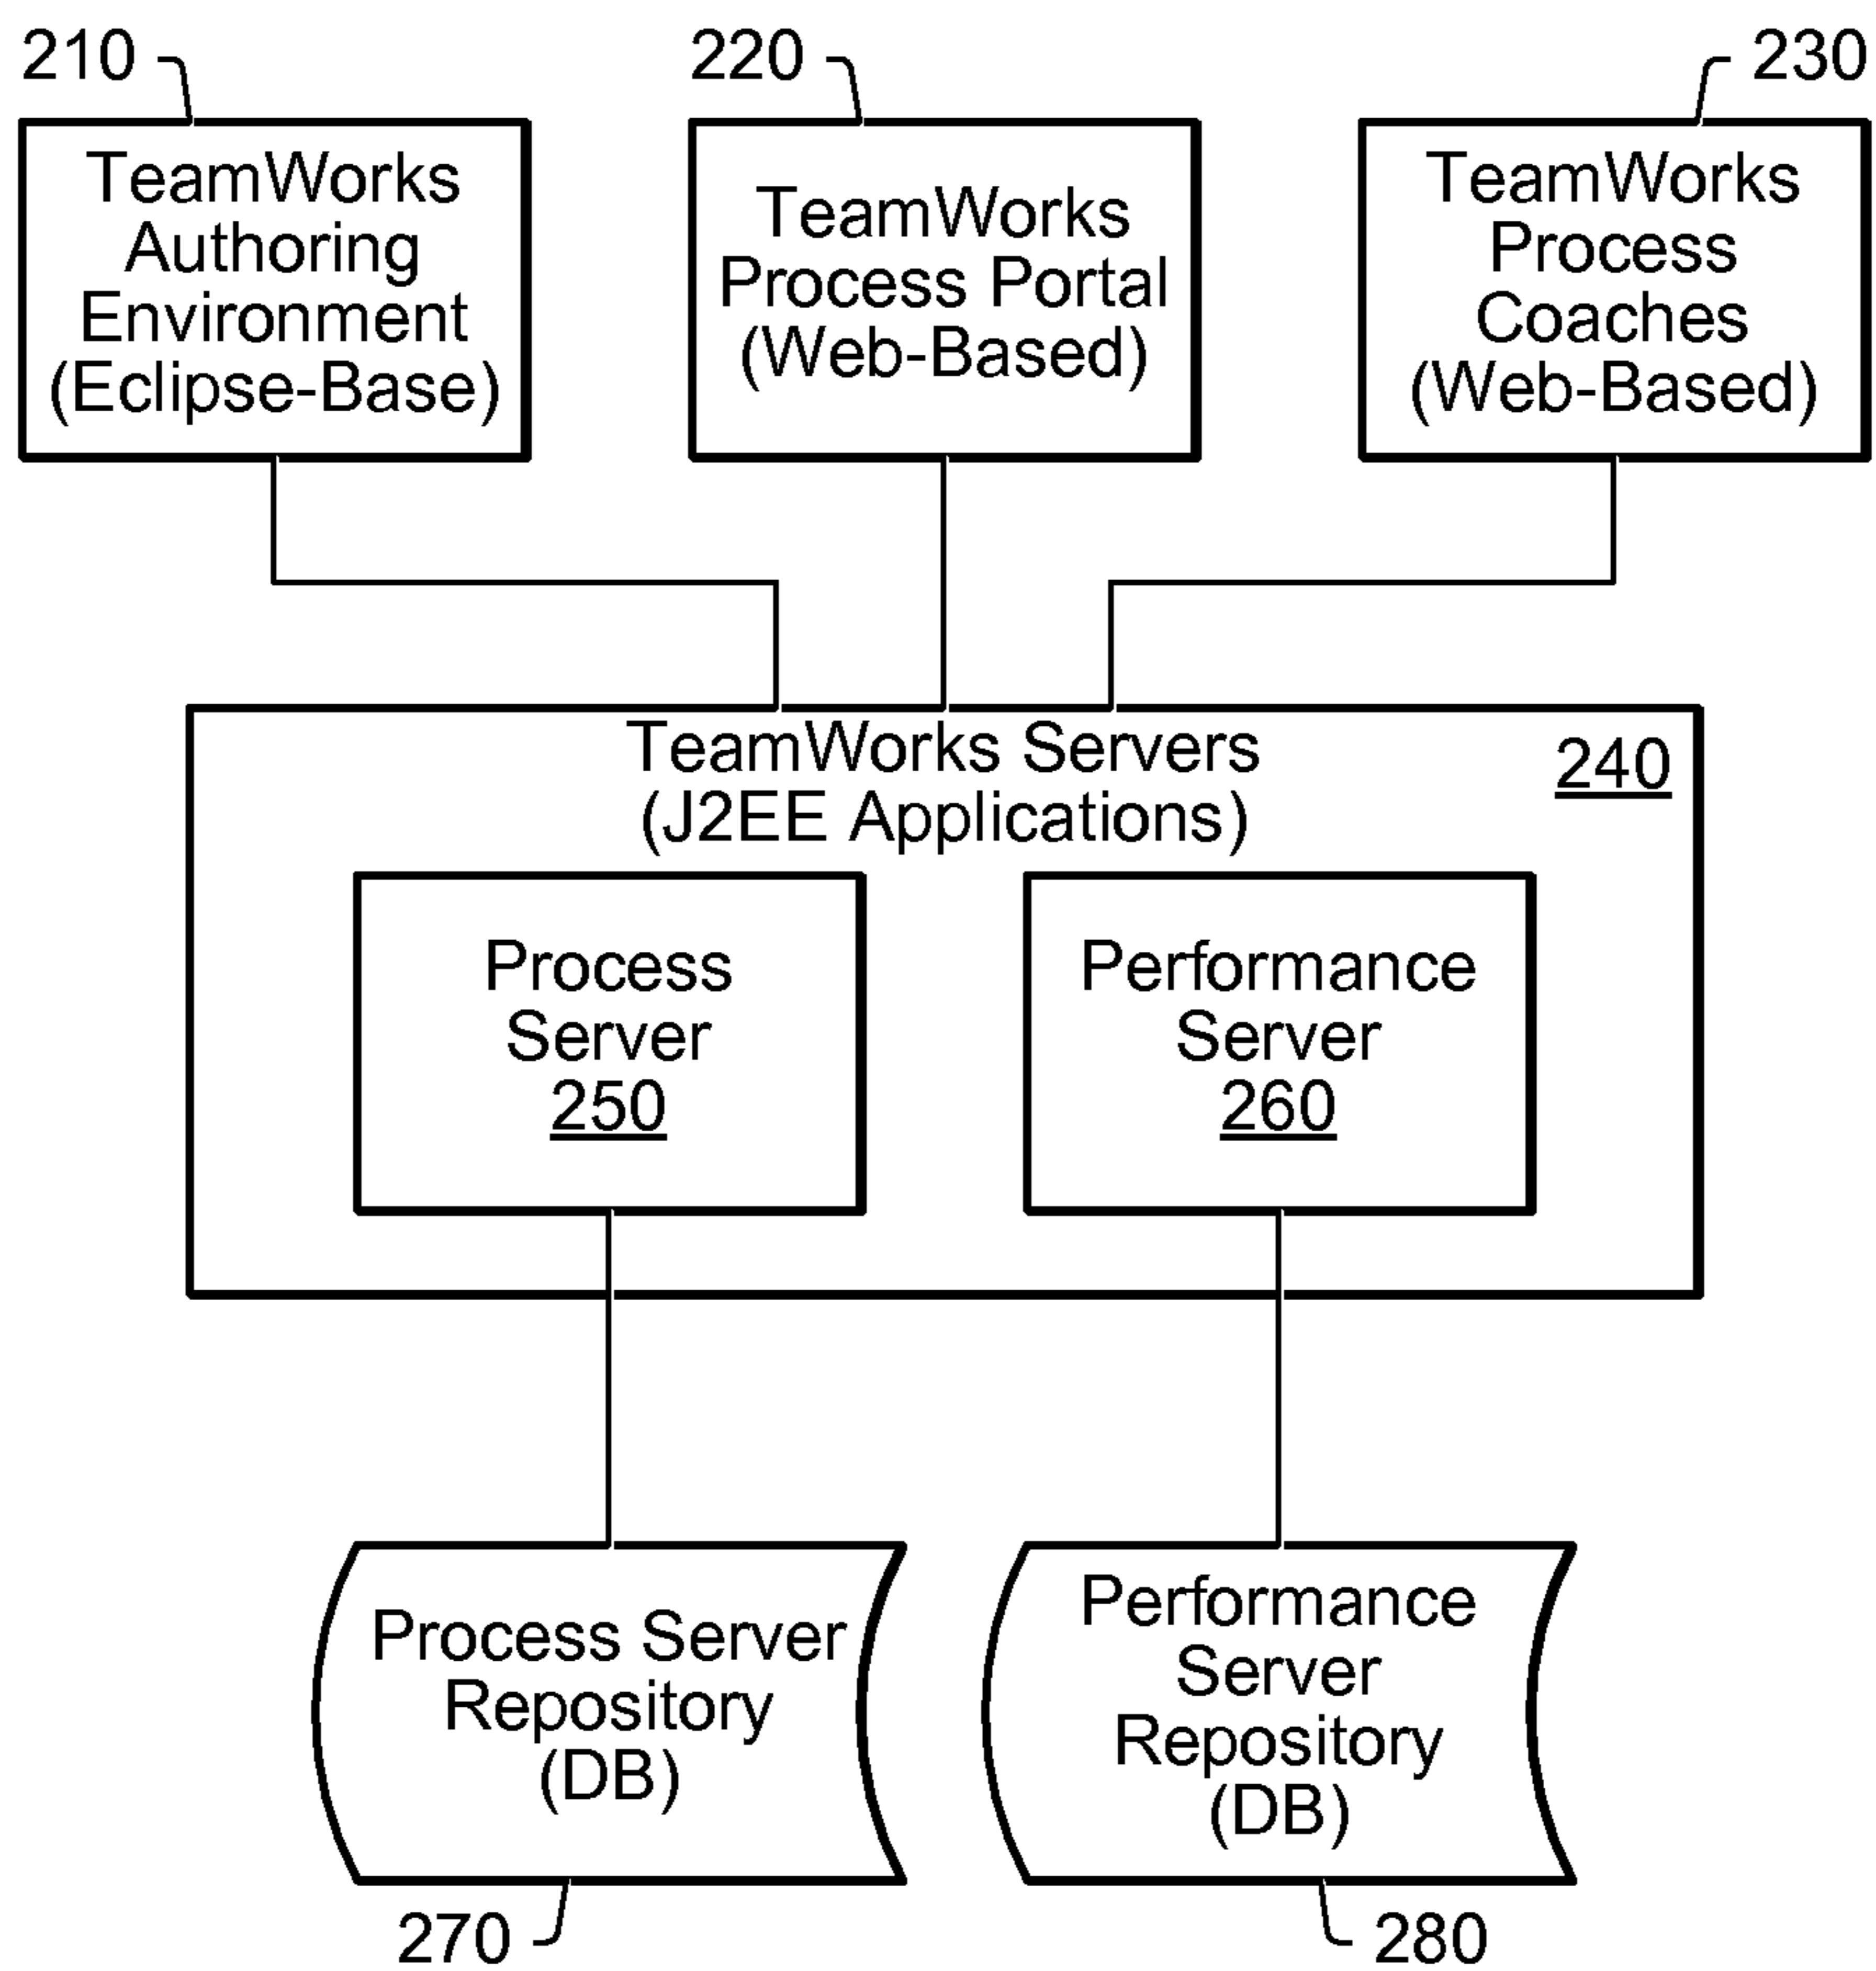 210
TeamWorks
Authoring
Environment
(Eclipse-Base)
220
TeamWorks
Process Portal
(Web-Based)
230
TeamWorks
Process
Coaches
(Web-Based)
TeamWorks Servers
(J2EE Applications)
240
Process
Server
250
Performance
Server
260
Process Server
Repository
(DB)
270
Performance
Server
Repository
(DB)
280